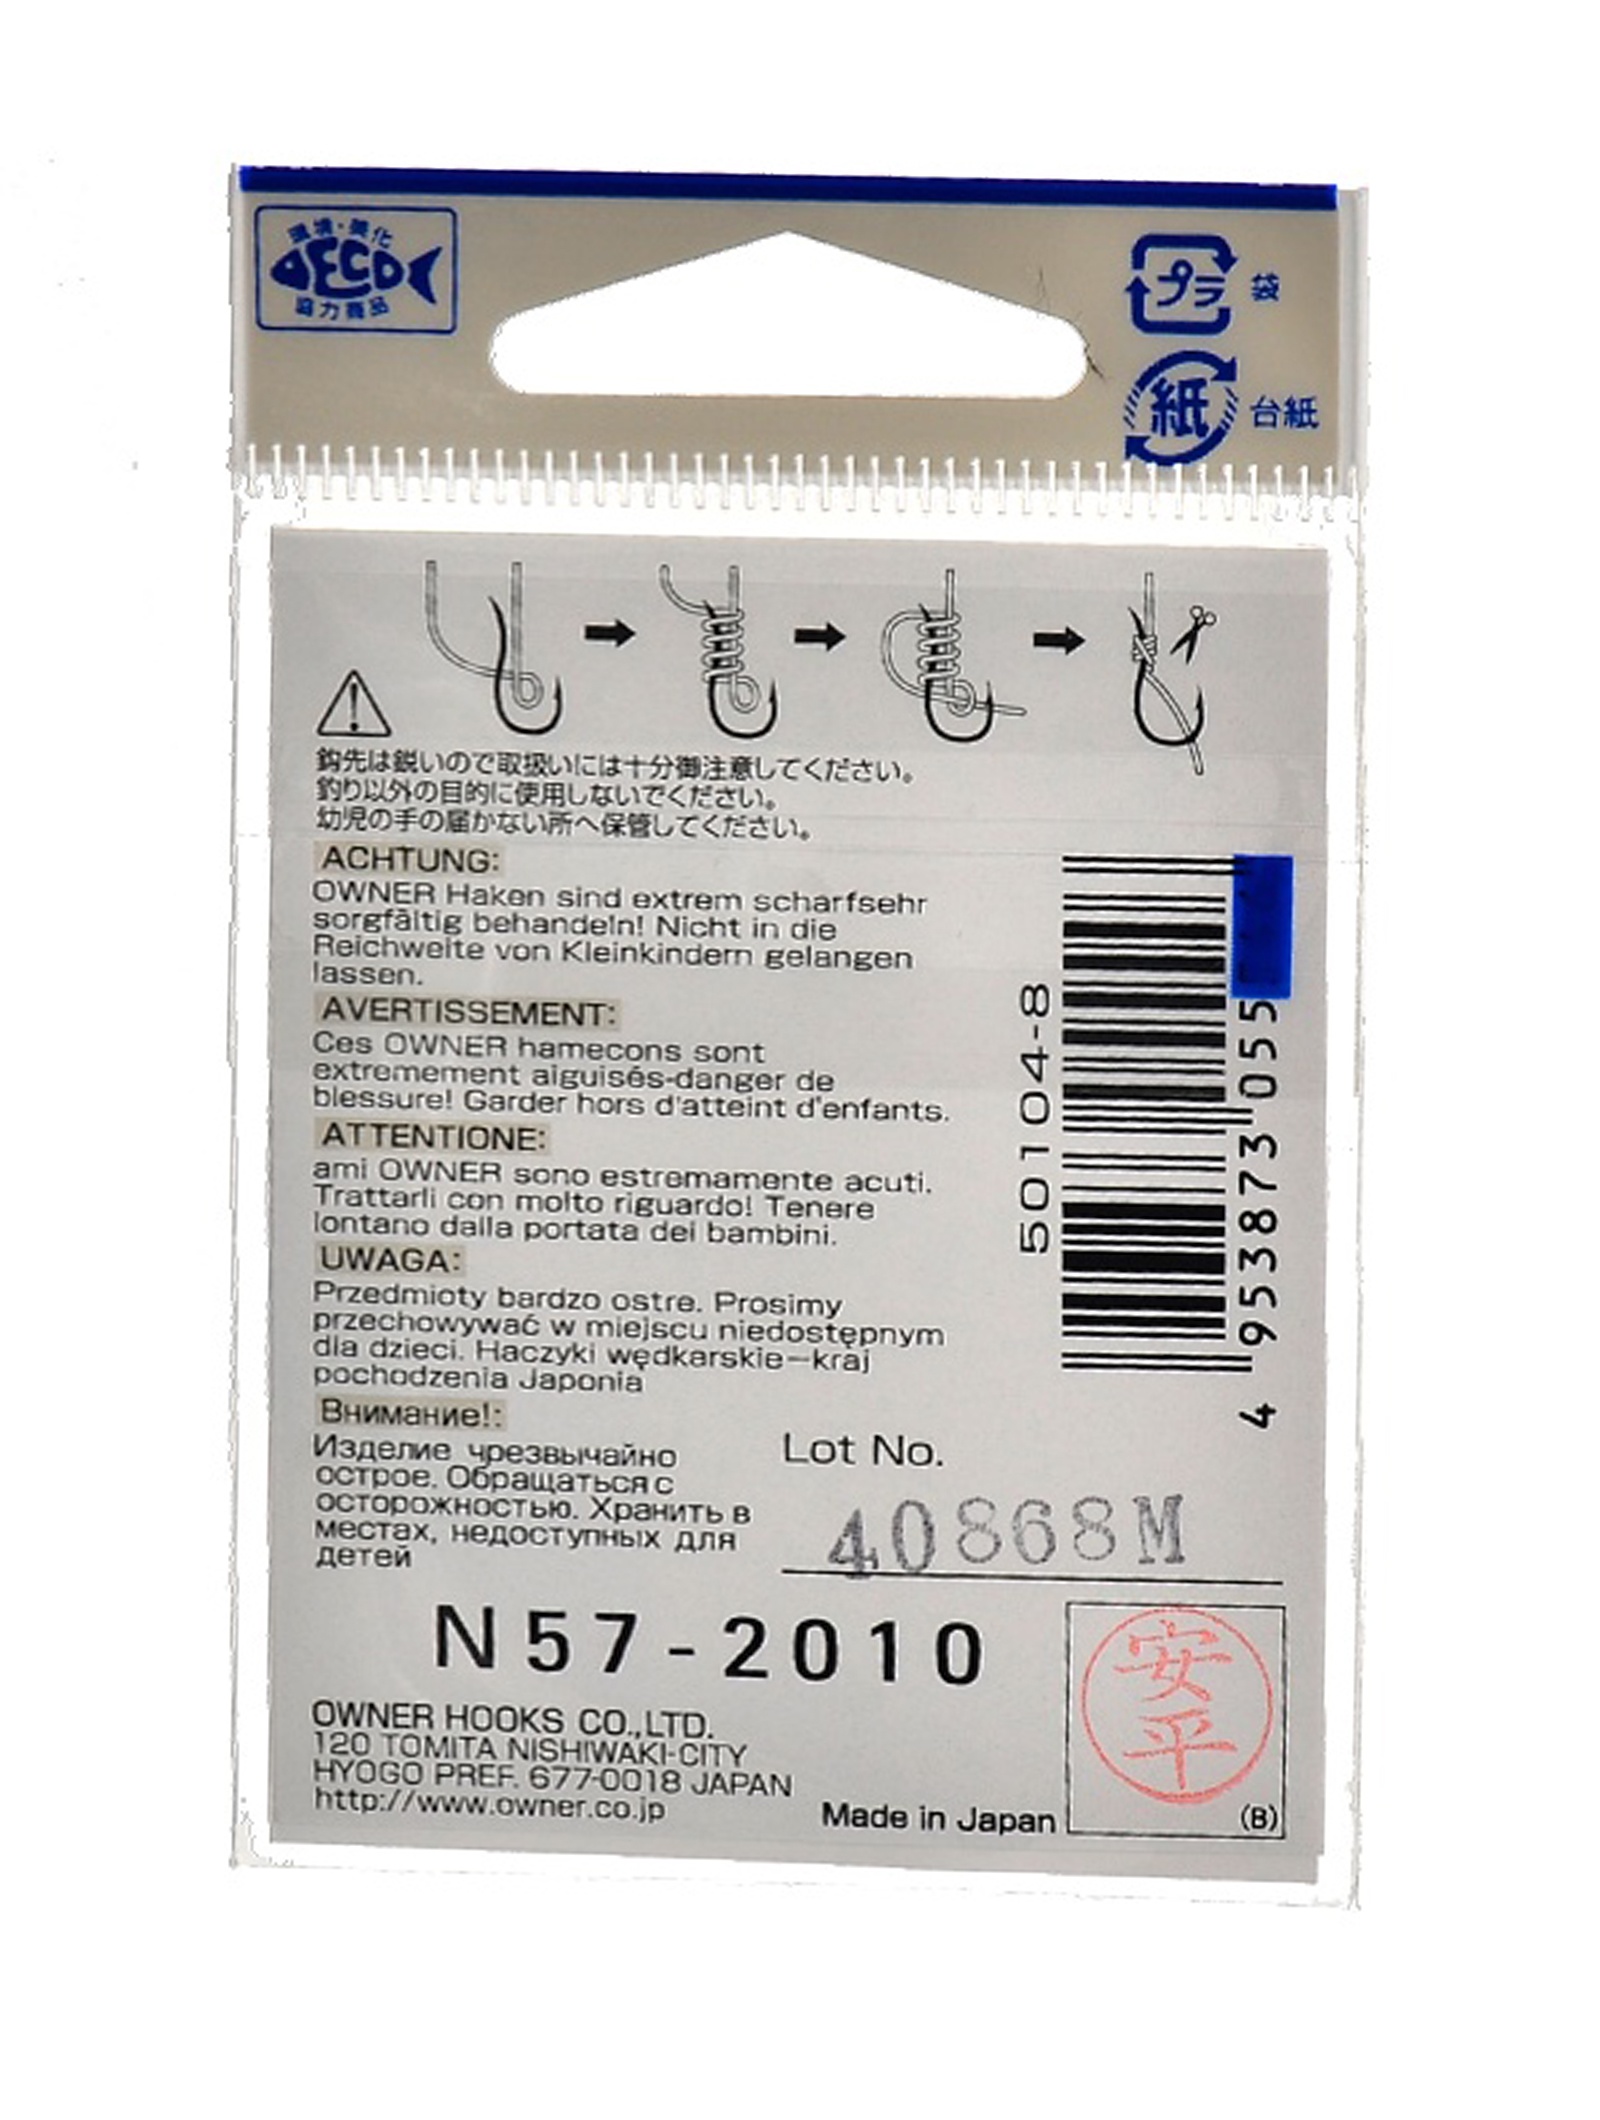 環境・美化
ECO
協力商品
プラ 袋
紙 台紙
鈎先は鋭いので取扱いには十分御注意してください。
釣り以外の目的に使用しないでください。
幼児の手の届かない所へ保管してください。
ACHTUNG:
OWNER Haken sind extrem scharfsehr
sorgfältig behandeln! Nicht in die
Reichweite von Kleinkindern gelangen
lassen.
AVERTISSEMENT:
Ces OWNER hamecons sont
extremement aiguisés-danger de
blessure! Garder hors d'atteint d'enfants.
ATTENTIONE:
ami OWNER sono estremamente acuti.
Trattarli con molto riguardo! Tenere
lontano dalla portata dei bambini.
UWAGA:
Przedmioty bardzo ostre. Prosimy
przechowywać w miejscu niedostępnym
dla dzieci. Haczyki wędkarskie—kraj
pochodzenia Japonia
Внимание!:
Изделие чрезвычайно
острое. Обращаться с
осторожностью. Хранить в
местах, недоступных для
детей
50104-8
4 953873 055
Lot No.
40868M
N57-2010
OWNER HOOKS CO.,LTD.
120 TOMITA NISHIWAKI-CITY
HYOGO PREF. 677-0018 JAPAN
http://www.owner.co.jp
Made in Japan
安平
(B)